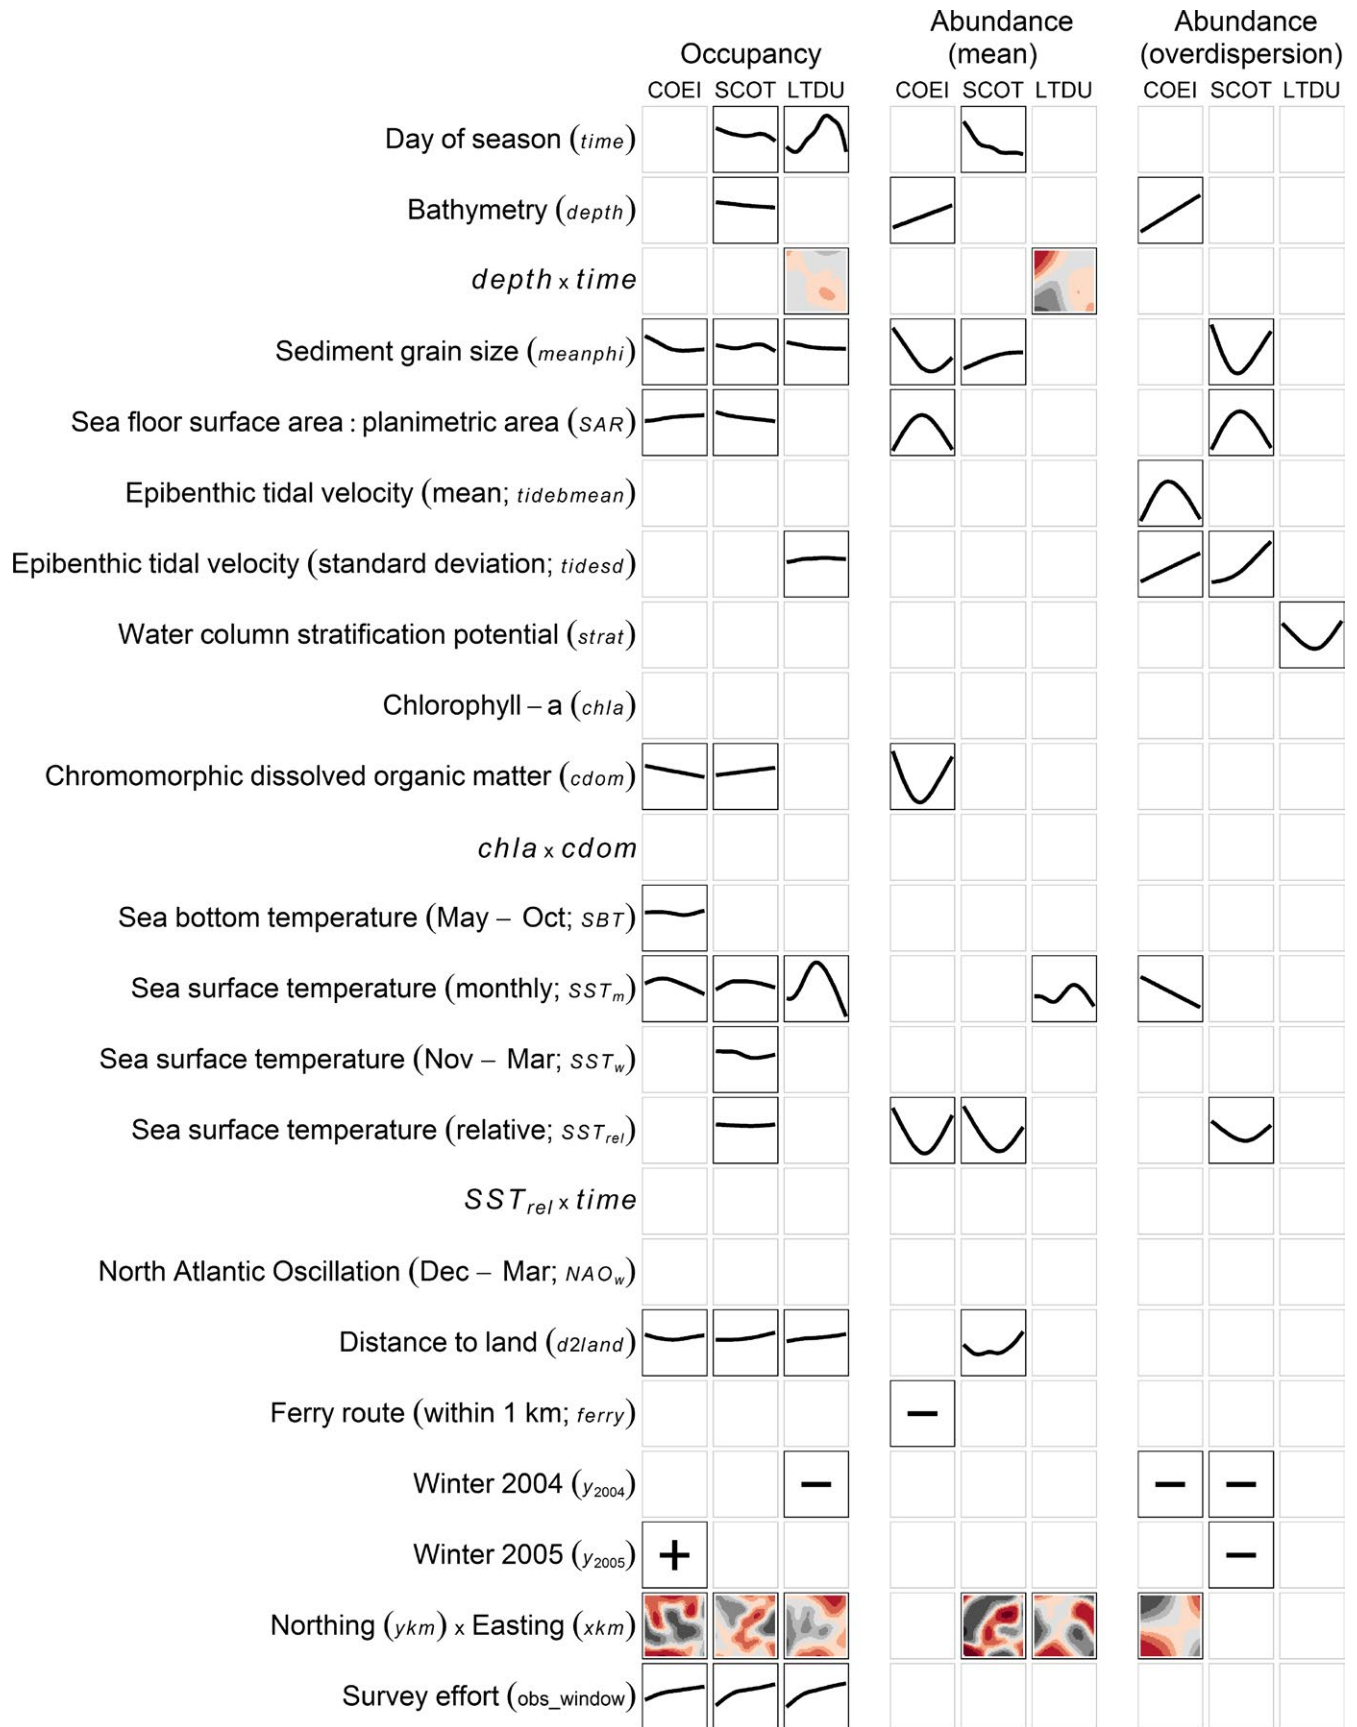 Occupancy
Abundance
(mean)
Abundance
(overdispersion)
COEI SCOT LTDU COEI SCOT LTDU COEI SCOT LTDU
Day of season (time)
Bathymetry (depth)
depth x time
Sediment grain size (meanphi)
Sea floor surface area : planimetric area (SAR)
Epibenthic tidal velocity (mean; tidebmean)
Epibenthic tidal velocity (standard deviation; tidesd)
Water column stratification potential (strat)
Chlorophyll – a (chla)
Chromomorphic dissolved organic matter (cdom)
chla x cdom
Sea bottom temperature (May – Oct; SBT)
Sea surface temperature (monthly; SSTm)
Sea surface temperature (Nov – Mar; SSTw)
Sea surface temperature (relative; SSTrel)
SSTrel x time
North Atlantic Oscillation (Dec – Mar; NAOw)
Distance to land (d2land)
Ferry route (within 1 km; ferry)
Winter 2004 (y2004)
Winter 2005 (y2005)
Northing (ykm) x Easting (xkm)
Survey effort (obs_window)